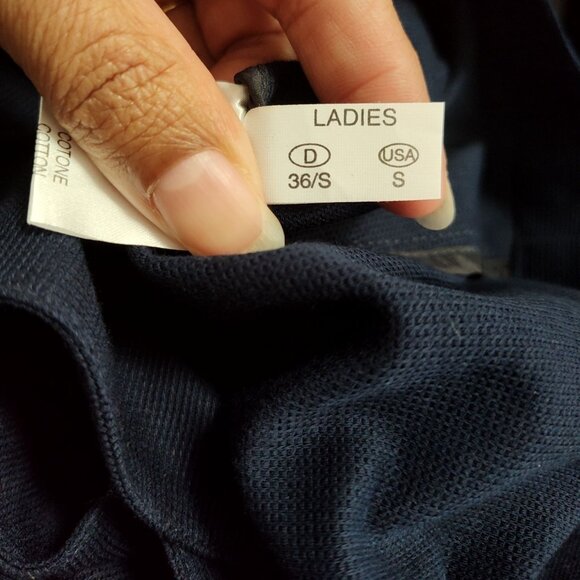 LADIES
D USA
36/S S
COTONE
COTTON